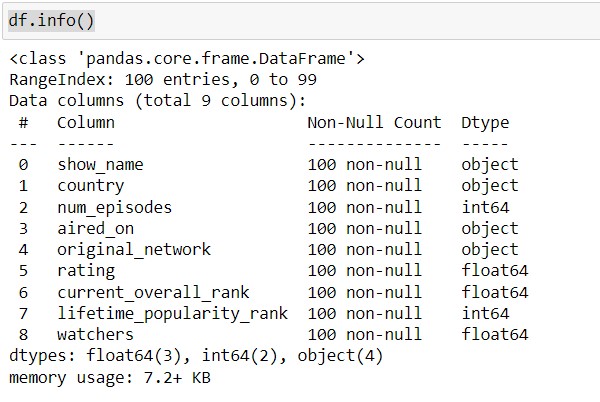 df.info()
<class 'pandas.core.frame.DataFrame'>
RangeIndex: 100 entries, 0 to 99
Data columns (total 9 columns):
 #   Column                    Non-Null Count  Dtype
---  ------                    --------------  -----
 0   show_name                 100 non-null    object
 1   country                   100 non-null    object
 2   num_episodes              100 non-null    int64
 3   aired_on                  100 non-null    object
 4   original_network          100 non-null    object
 5   rating                    100 non-null    float64
 6   current_overall_rank      100 non-null    float64
 7   lifetime_popularity_rank  100 non-null    int64
 8   watchers                  100 non-null    float64
dtypes: float64(3), int64(2), object(4)
memory usage: 7.2+ KB